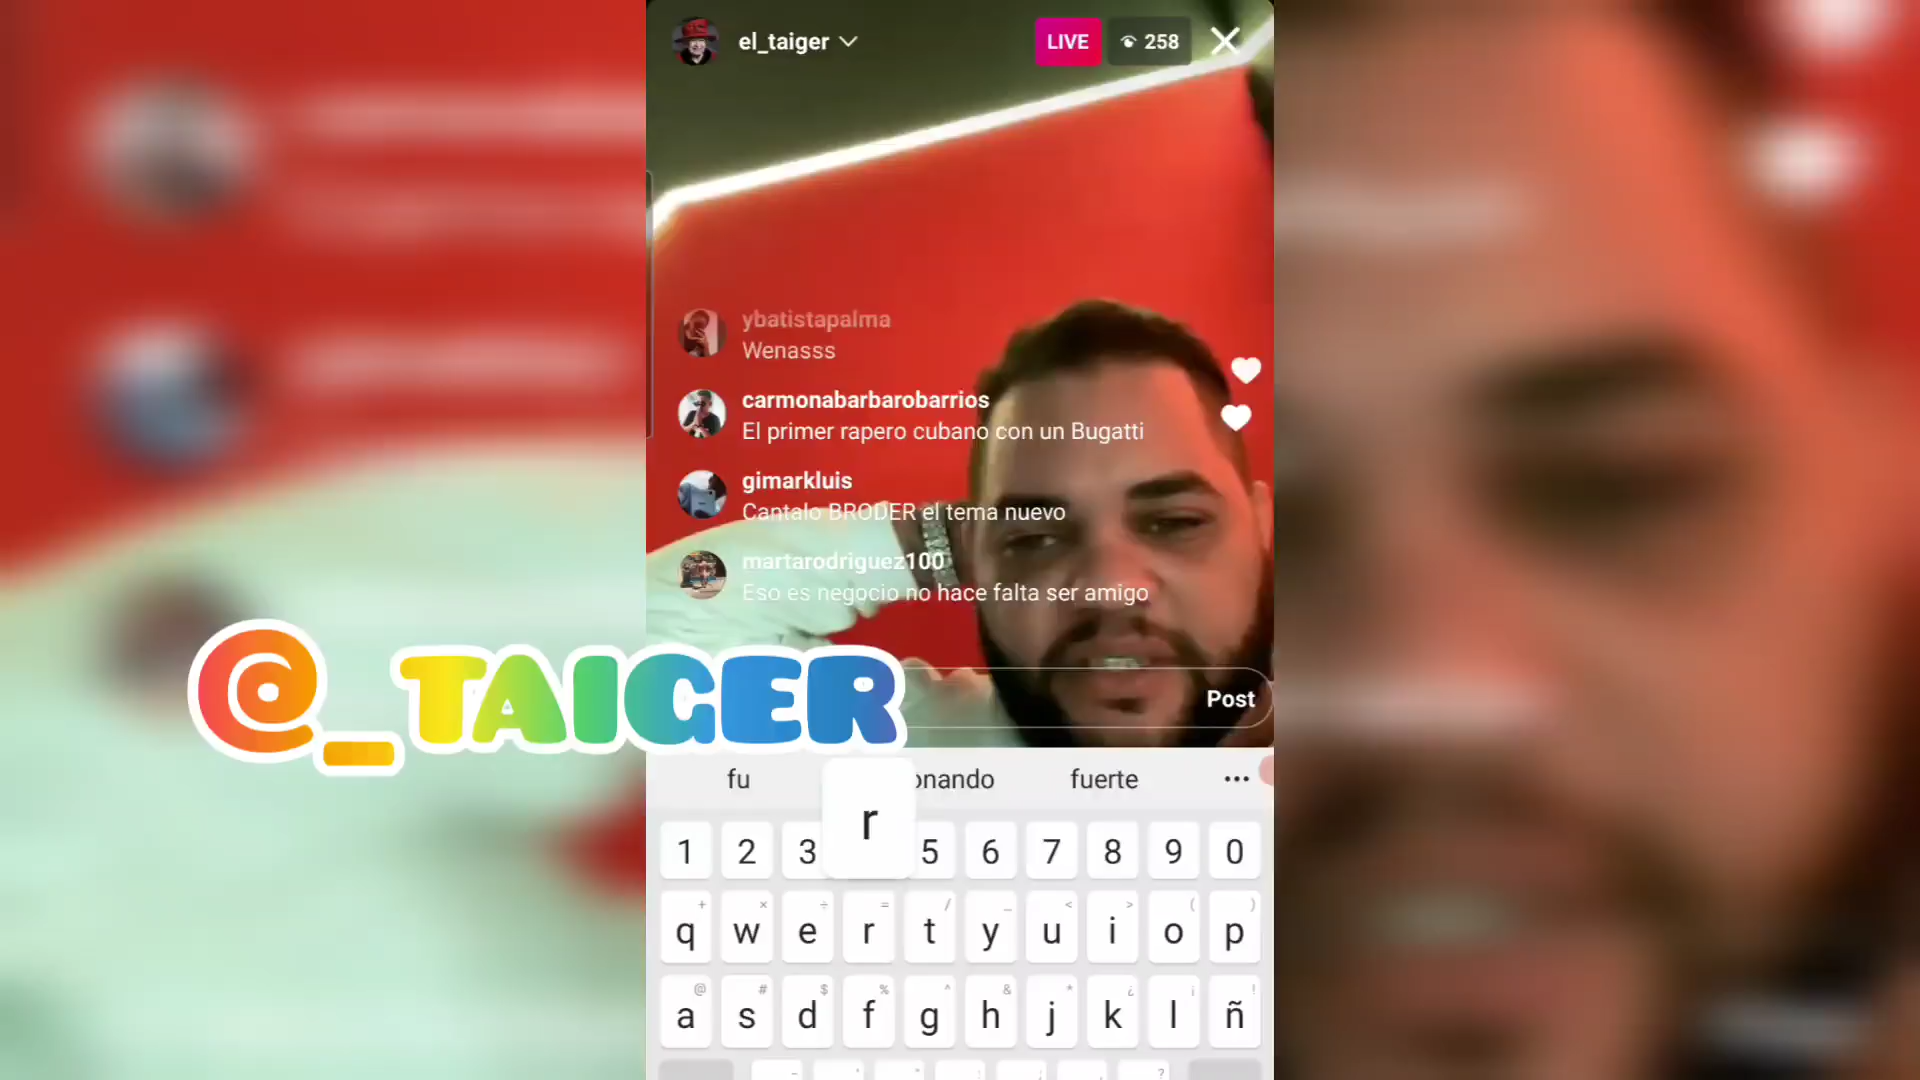 el_taiger
LIVE
258
ybatistapalma
Wenasss
carmonabarbarobarrios
El primer rapero cubano con un Bugatti
gimarkluis
Cantalo BRODER el tema nuevo
martarodriguez100
Eso es negocio no hace falta ser amigo
@_TAIGER
Post
fu onando fuerte ...
r
1 2 3 5 6 7 8 9 0
+ × ÷ = / _ < > ( )
q w e r t y u i o p
@ # $ % ^ & * ¿ ¡ !
a s d f g h j k l ñ